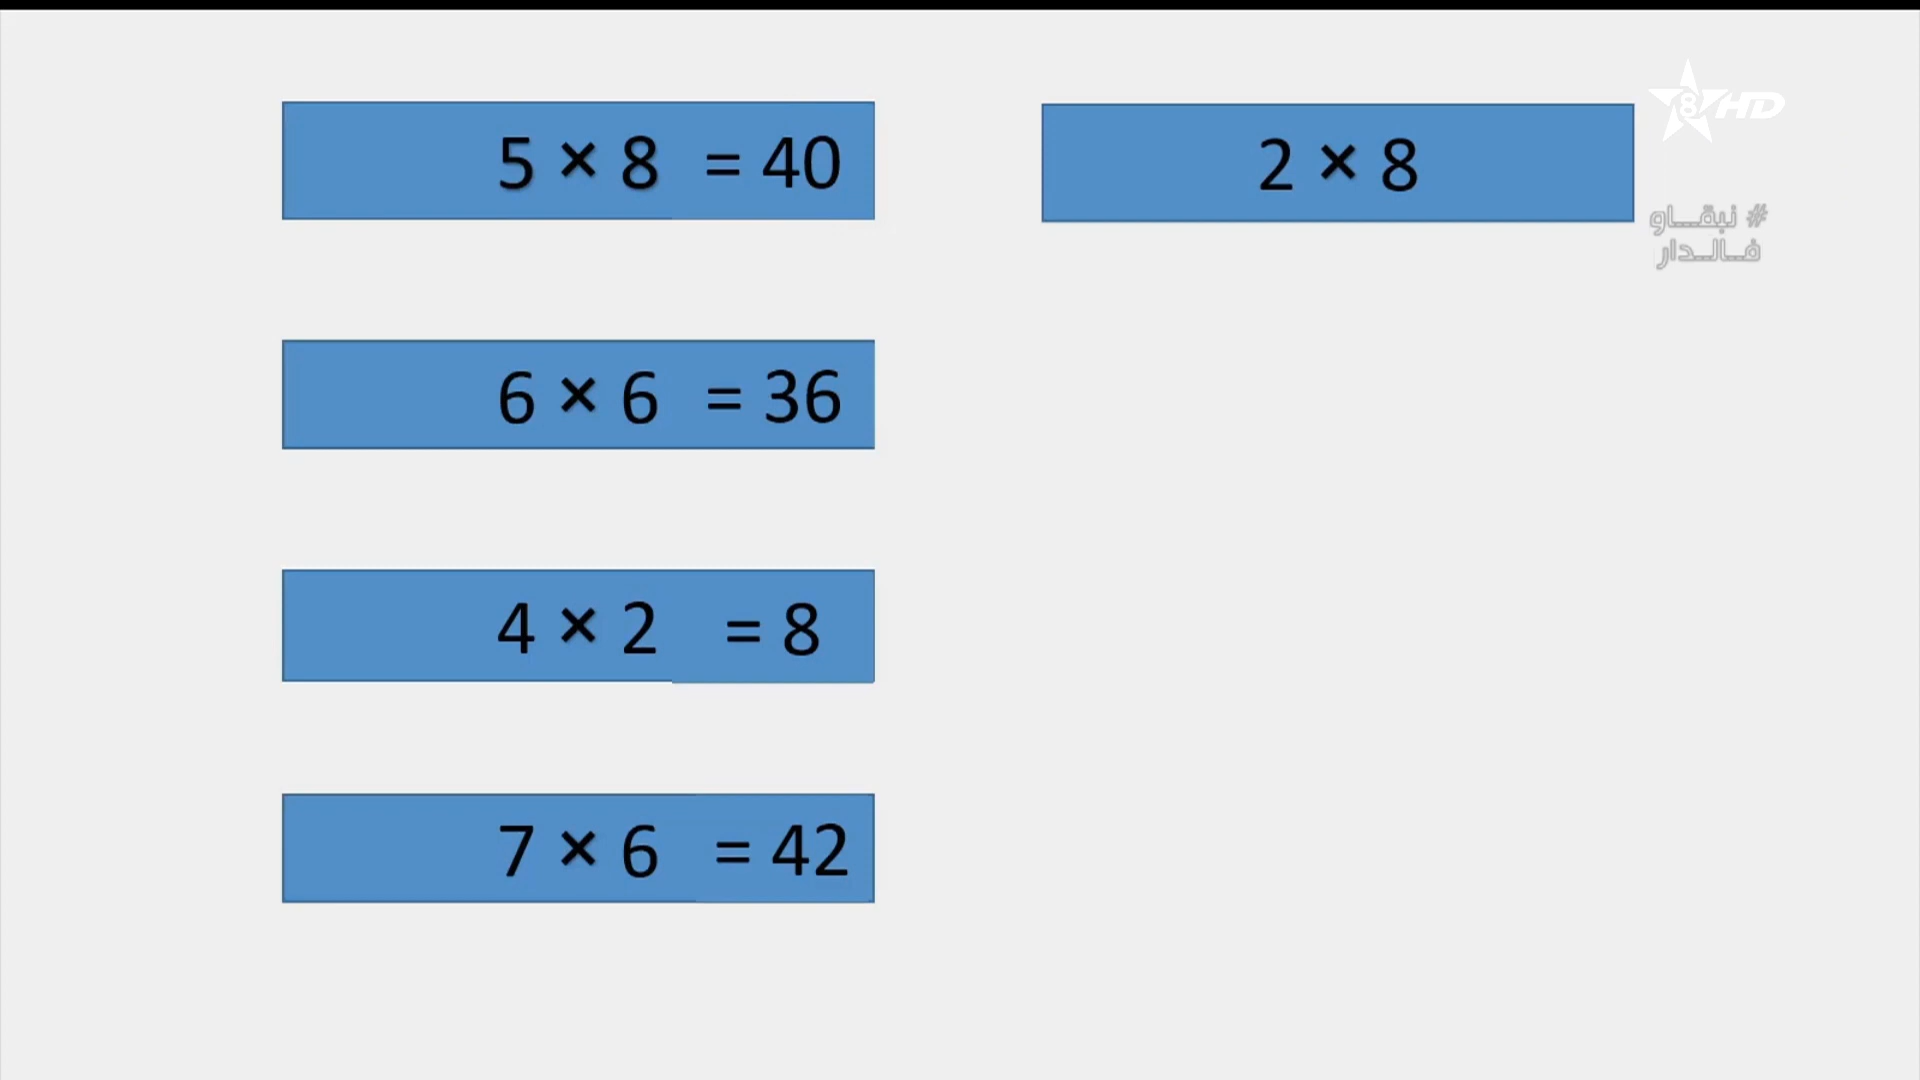 5 × 8 = 40
6 × 6 = 36
4 × 2 = 8
7 × 6 = 42
2 × 8
8 HD
# نبقاو
فالدار